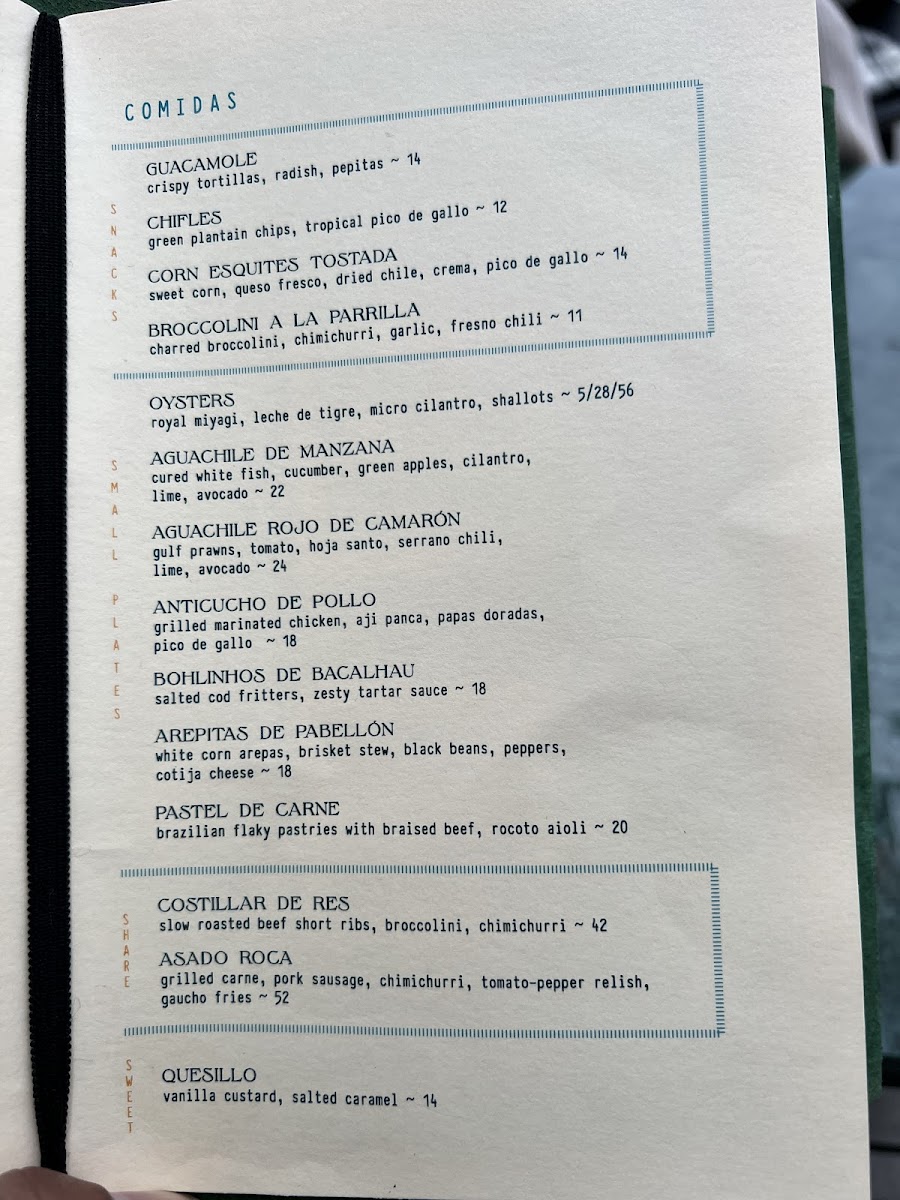 COMIDAS
SNACKS
GUACAMOLE
crispy tortillas, radish, pepitas ~ 14
CHIFLES
green plantain chips, tropical pico de gallo ~ 12
CORN ESQUITES TOSTADA
sweet corn, queso fresco, dried chile, crema, pico de gallo ~ 14
BROCCOLINI A LA PARRILLA
charred broccolini, chimichurri, garlic, fresno chili ~ 11
SMALL PLATES
OYSTERS
royal miyagi, leche de tigre, micro cilantro, shallots ~ 5/28/56
AGUACHILE DE MANZANA
cured white fish, cucumber, green apples, cilantro,
lime, avocado ~ 22
AGUACHILE ROJO DE CAMARÓN
gulf prawns, tomato, hoja santo, serrano chili,
lime, avocado ~ 24
ANTICUCHO DE POLLO
grilled marinated chicken, aji panca, papas doradas,
pico de gallo ~ 18
BOHLINHOS DE BACALHAU
salted cod fritters, zesty tartar sauce ~ 18
AREPITAS DE PABELLÓN
white corn arepas, brisket stew, black beans, peppers,
cotija cheese ~ 18
PASTEL DE CARNE
brazilian flaky pastries with braised beef, rocoto aioli ~ 20
SHARE
COSTILLAR DE RES
slow roasted beef short ribs, broccolini, chimichurri ~ 42
ASADO ROCA
grilled carne, pork sausage, chimichurri, tomato-pepper relish,
gaucho fries ~ 52
SWEET
QUESILLO
vanilla custard, salted caramel ~ 14